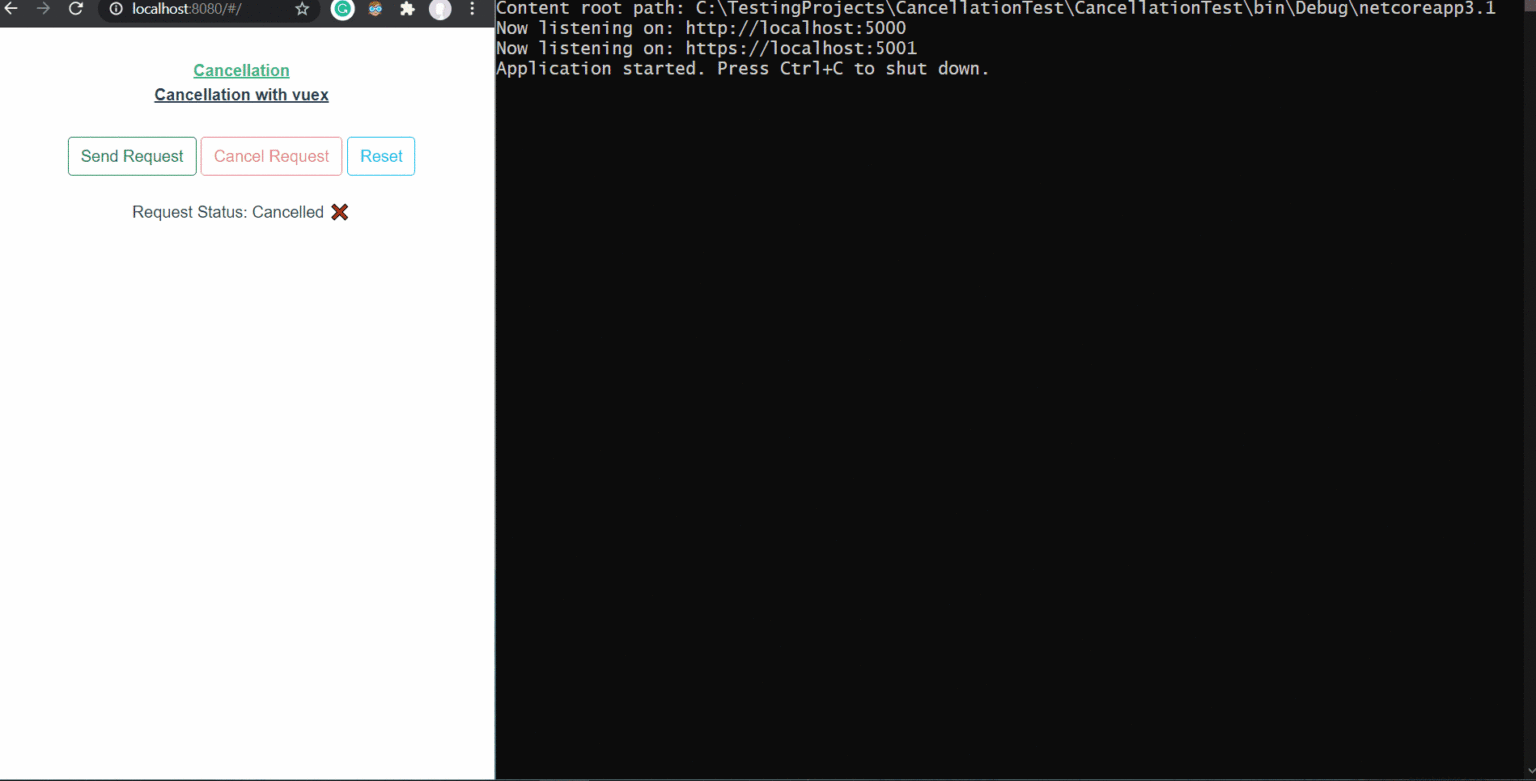 localhost:8080/#/
Cancellation
Cancellation with vuex
Send Request Cancel Request Reset
Request Status: Cancelled ❌
Content root path: C:\TestingProjects\CancellationTest\CancellationTest\bin\Debug\netcoreapp3.1
Now listening on: http://localhost:5000
Now listening on: https://localhost:5001
Application started. Press Ctrl+C to shut down.